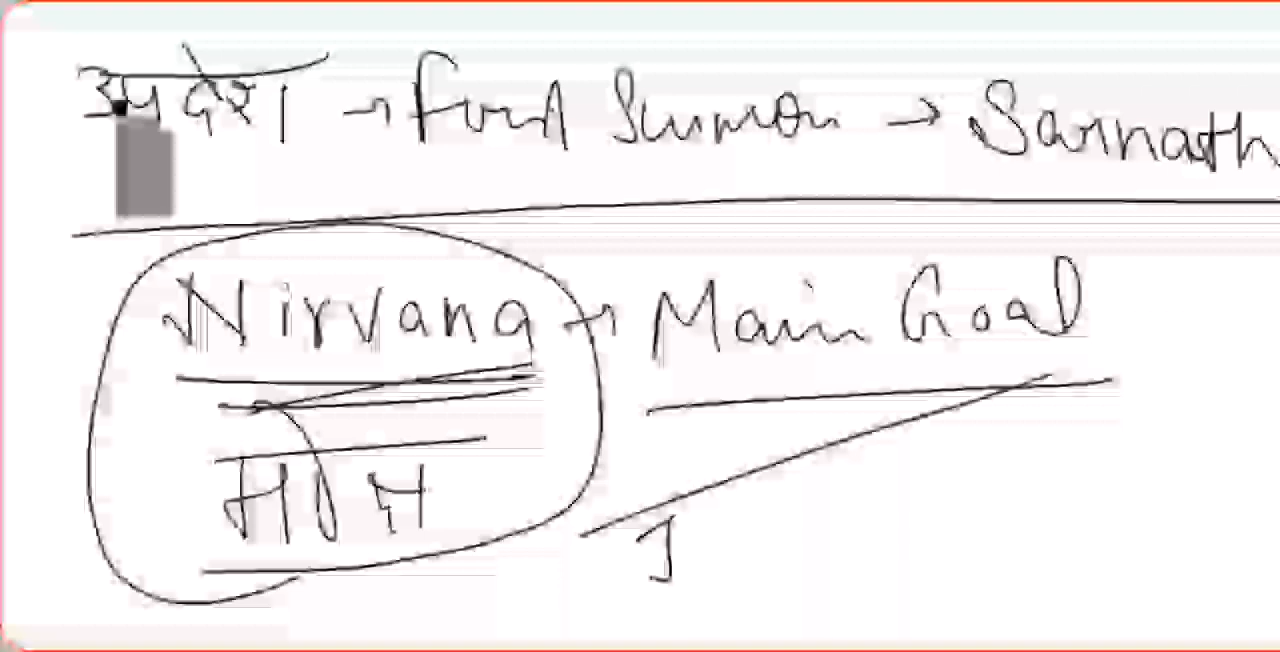 उपदेश → First Sermon → Sarnath
Nirvana → Main Goal